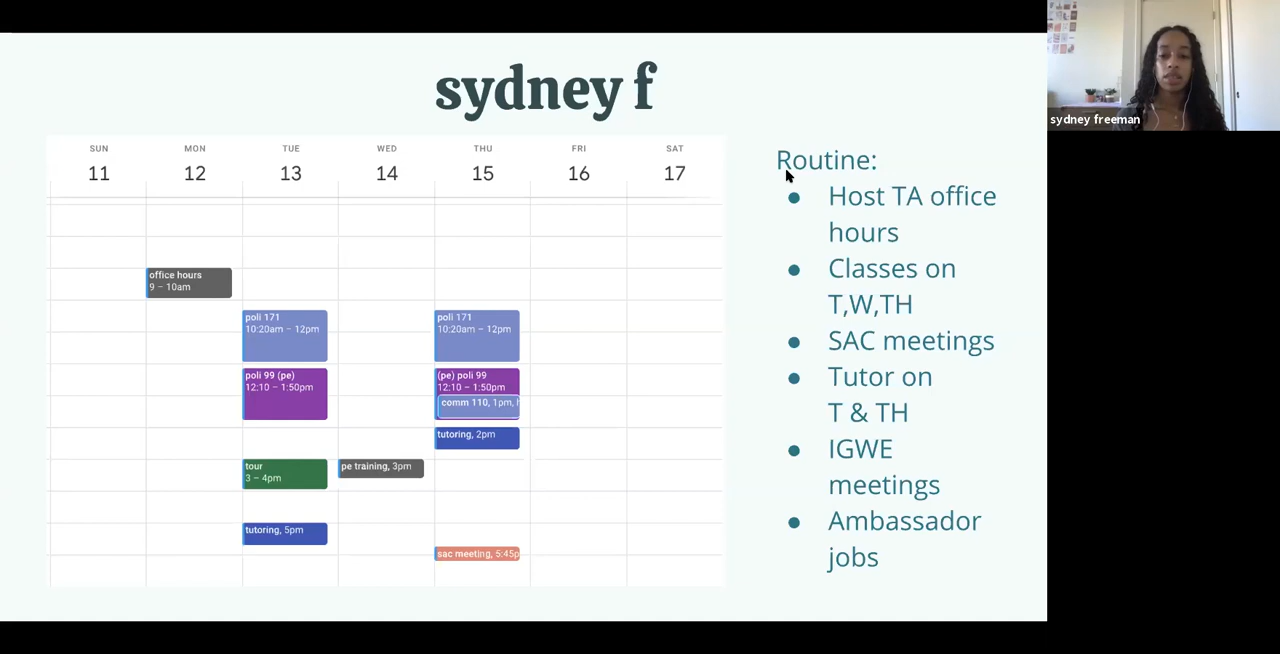 sydney f
sydney freeman
SUN MON TUE WED THU FRI SAT
11 12 13 14 15 16 17
office hours
9 – 10am
poli 171
10:20am – 12pm
poli 171
10:20am – 12pm
poli 99 (pe)
12:10 – 1:50pm
(pe) poli 99
12:10 – 1:50pm
comm 110, 1pm,
tutoring, 2pm
tour
3 – 4pm
pe training, 3pm
tutoring, 5pm
sac meeting, 5:45p
Routine:
● Host TA office
hours
● Classes on
T,W,TH
● SAC meetings
● Tutor on
T & TH
● IGWE
meetings
● Ambassador
jobs